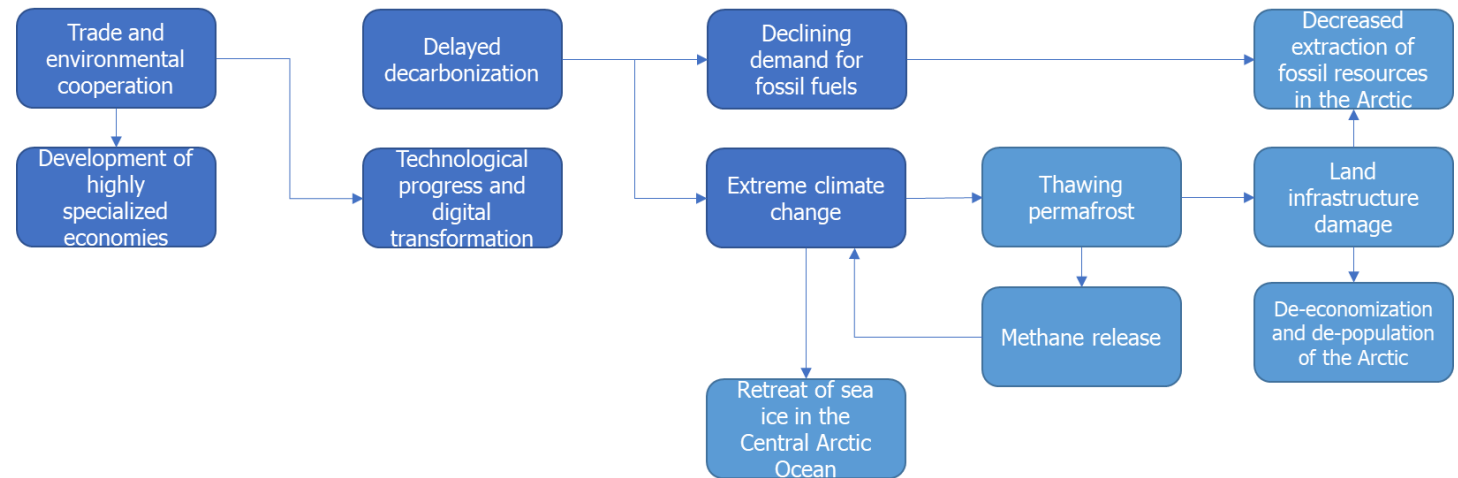 Trade and
environmental
cooperation
Delayed
decarbonization
Declining
demand for
fossil fuels
Decreased
extraction of
fossil resources
in the Arctic
Development of
highly
specialized
economies
Technological
progress and
digital
transformation
Extreme climate
change
Thawing
permafrost
Land
infrastructure
damage
Methane release
De-economization
and de-population
of the Arctic
Retreat of sea
ice in the
Central Arctic
Ocean